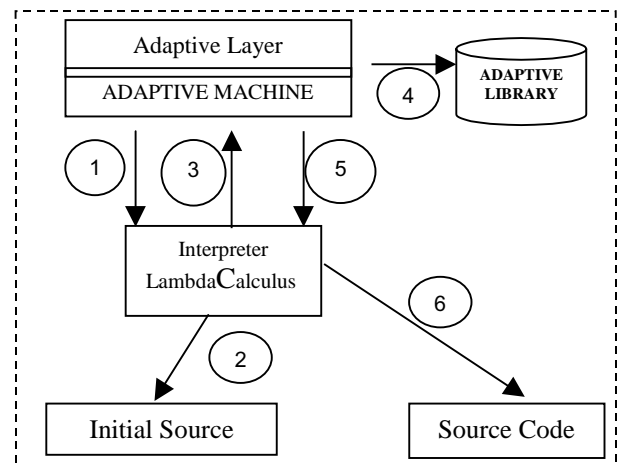 Adaptive Layer
ADAPTIVE MACHINE
ADAPTIVE
LIBRARY
4
1
3
5
Interpreter
LambdaCalculus
6
2
Initial Source
Source Code